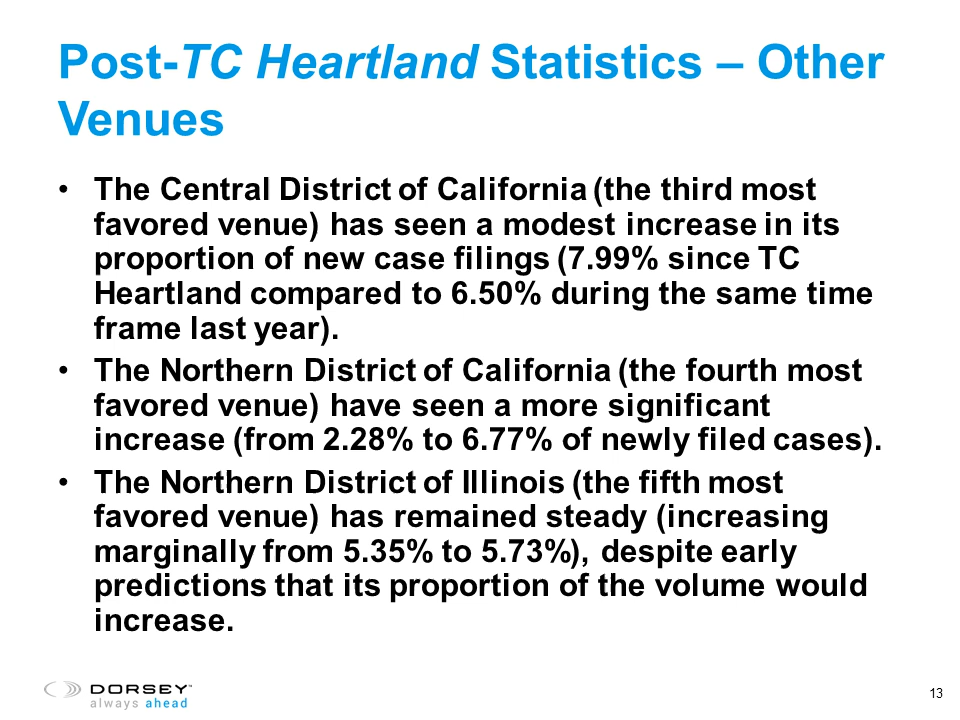 Post-TC Heartland Statistics – Other
Venues
• The Central District of California (the third most
favored venue) has seen a modest increase in its
proportion of new case filings (7.99% since TC
Heartland compared to 6.50% during the same time
frame last year).
• The Northern District of California (the fourth most
favored venue) have seen a more significant
increase (from 2.28% to 6.77% of newly filed cases).
• The Northern District of Illinois (the fifth most
favored venue) has remained steady (increasing
marginally from 5.35% to 5.73%), despite early
predictions that its proportion of the volume would
increase.
DORSEY™
always ahead
13